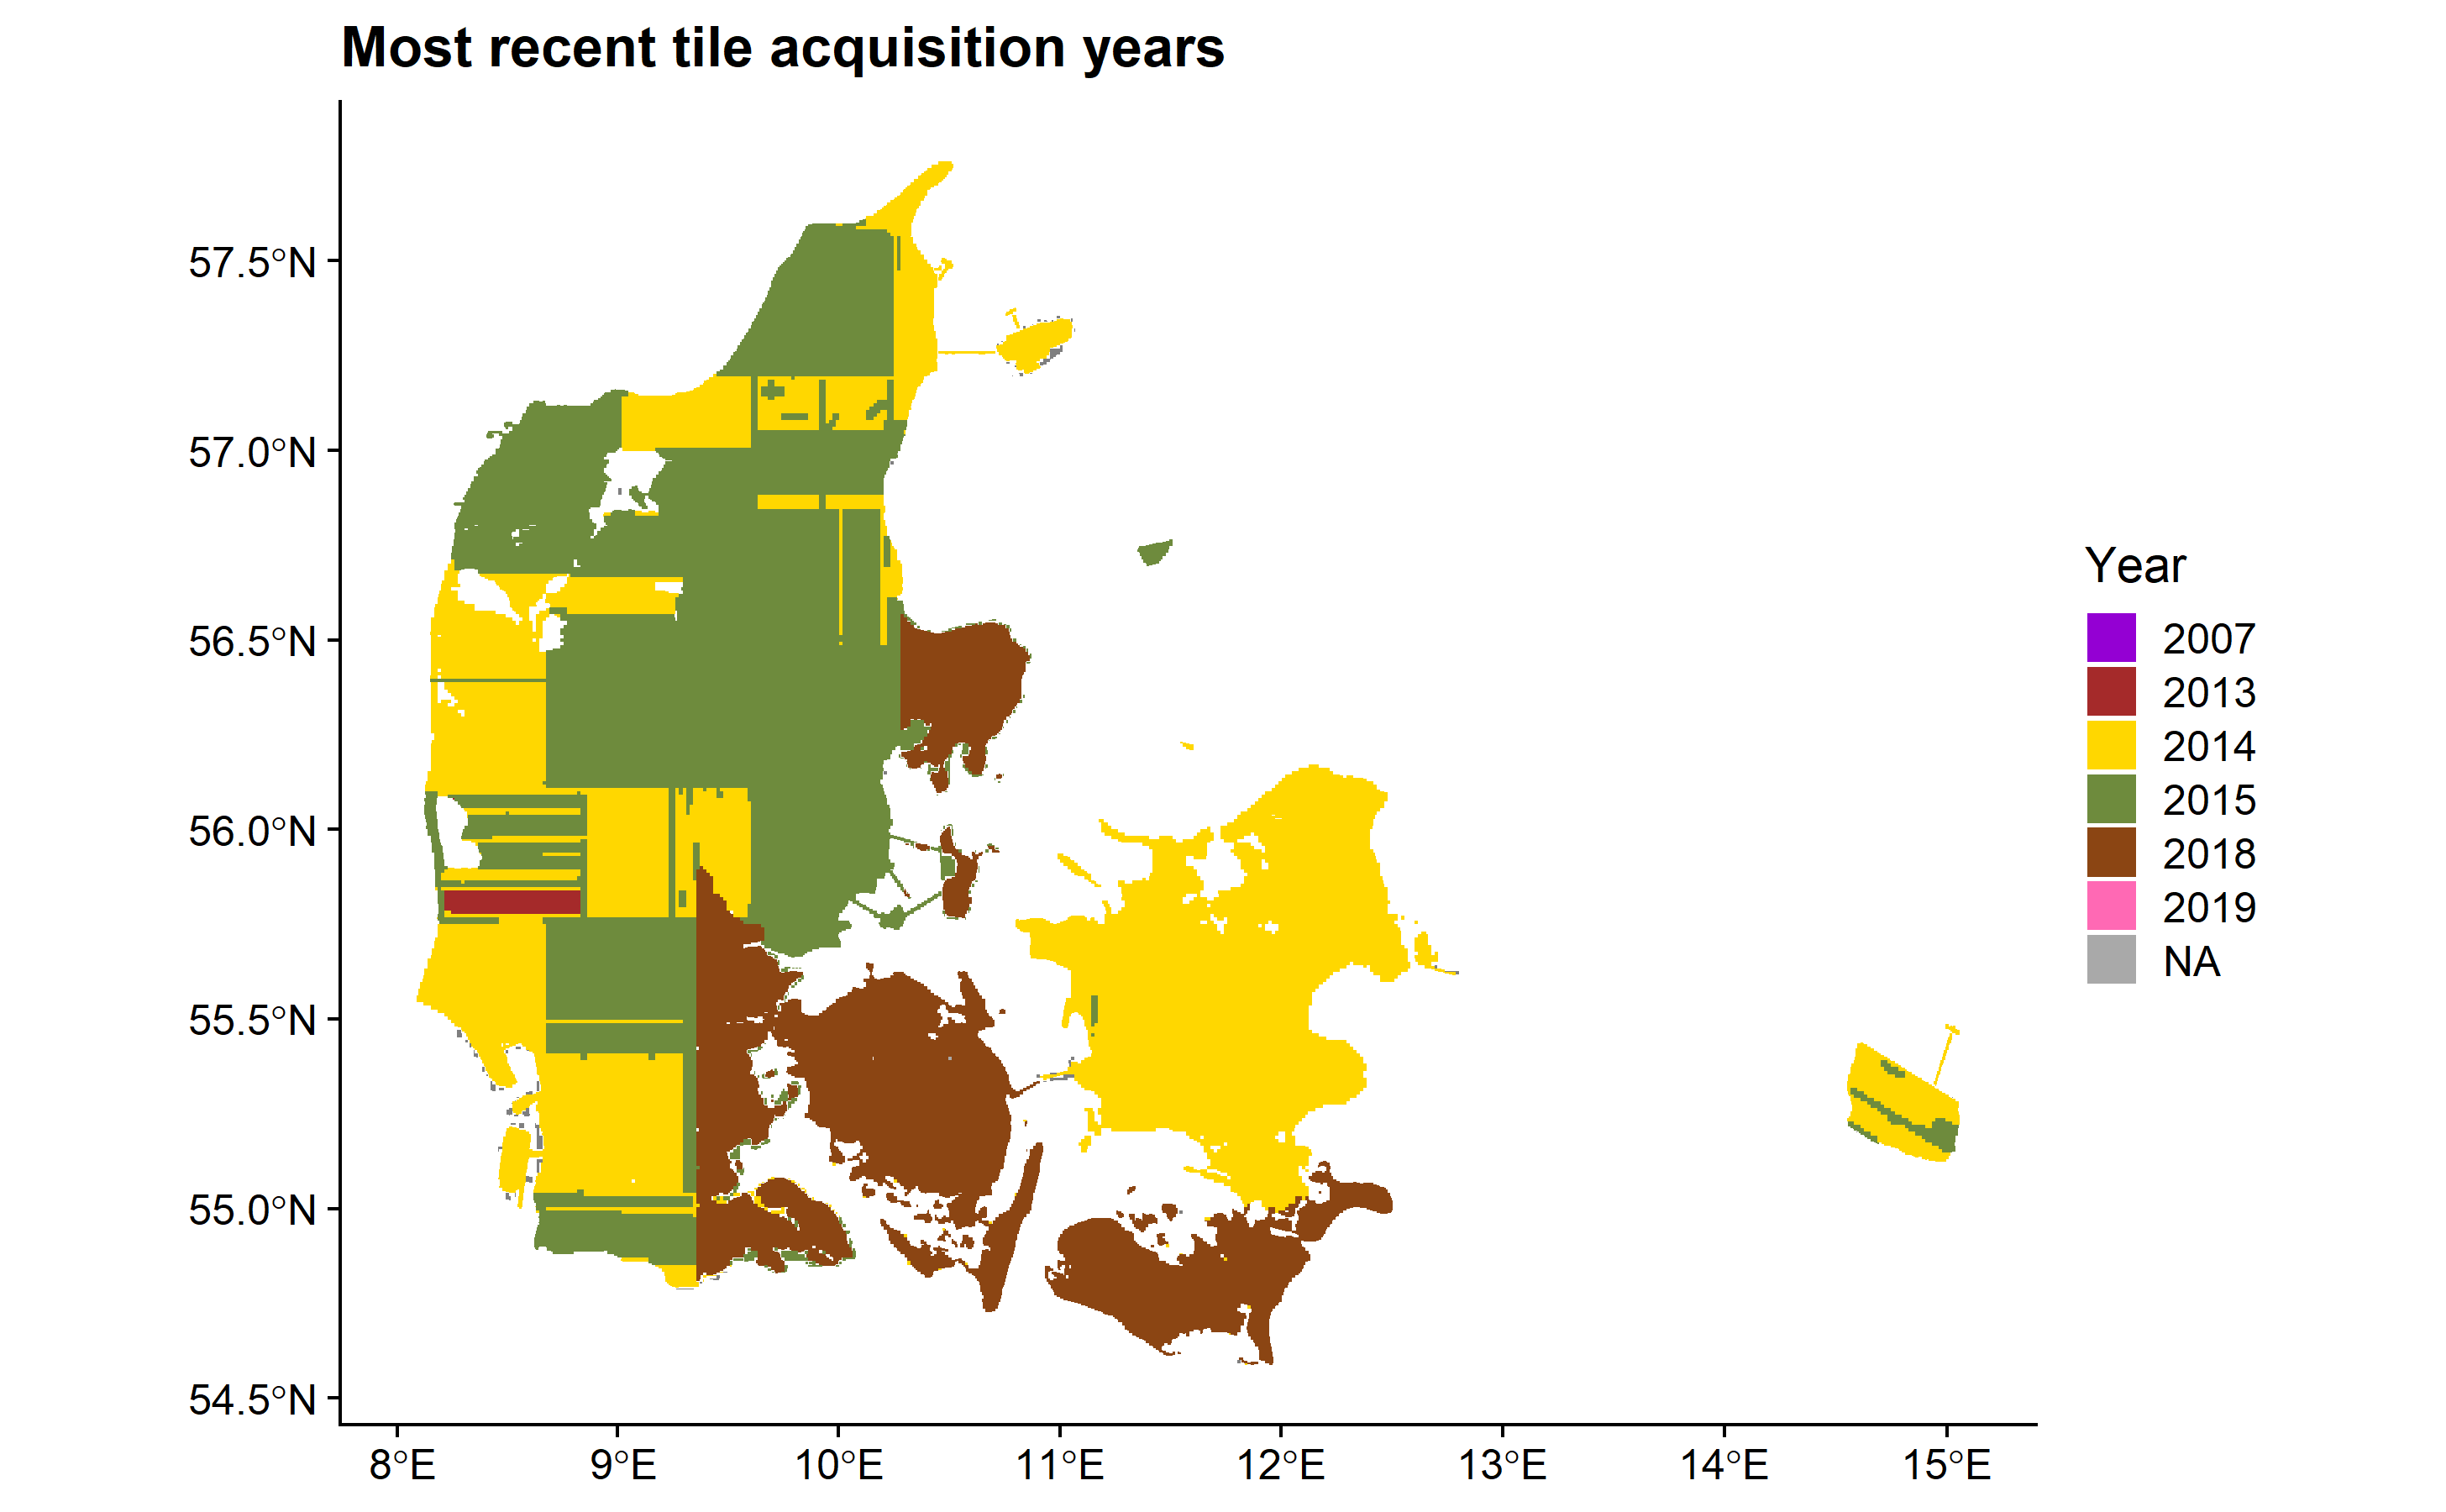 Most recent tile acquisition years
57.5°N
57.0°N
56.5°N
56.0°N
55.5°N
55.0°N
54.5°N
8°E 9°E 10°E 11°E 12°E 13°E 14°E 15°E
Year
2007
2013
2014
2015
2018
2019
NA